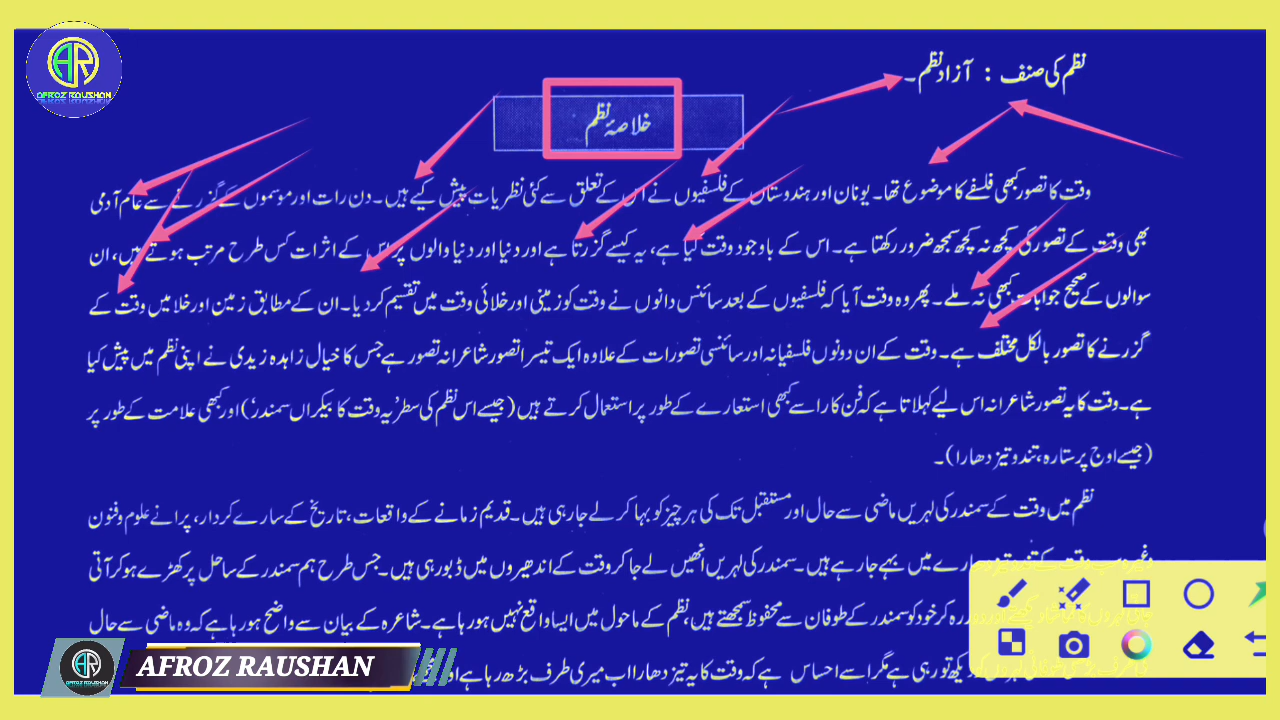 نظم کی صنف : آزاد نظم۔
خلاصۂ نظم
وقت کا تصور کبھی فلسفے کا موضوع تھا۔ یونان اور ہندوستان کے فلسفیوں نے اس کے تعلق سے کئی نظریات پیش کیے ہیں۔ دن رات اور موسموں کے گزرنے سے عام آدمی
بھی وقت کے تصور کی کچھ نہ کچھ سمجھ ضرور رکھتا ہے۔ اس کے باوجود وقت کیا ہے، یہ کیسے گزرتا ہے اور دنیا اور دنیا والوں پر اس کے اثرات کس طرح مرتب ہوتے ہیں، ان
سوالوں کے صحیح جوابات کبھی نہ ملے۔ پھر وہ وقت آیا کہ فلسفیوں کے بعد سائنس دانوں نے وقت کو زمینی اور خلائی وقت میں تقسیم کر دیا۔ ان کے مطابق زمین اور خلا میں وقت کے
گزرنے کا تصور بالکل مختلف ہے۔ وقت کے ان دونوں فلسفیانہ اور سائنسی تصورات کے علاوہ ایک تیسرا تصور شاعرانہ تصور ہے جس کا خیال زاہدہ زیدی نے اپنی نظم میں پیش کیا
ہے۔ وقت کا یہ تصور شاعرانہ اس لیے کہلاتا ہے کہ فن کار اسے کبھی استعارے کے طور پر استعمال کرتے ہیں (جیسے اس نظم کی سطر 'یہ وقت کا بیکراں سمندر') اور کبھی علامت کے طور پر
(جیسے اوج پر ستارہ، تند و تیز دھارا)۔
نظم میں وقت کے سمندر کی لہریں ماضی سے حال اور مستقبل تک کی ہر چیز کو بہا کر لے جا رہی ہیں۔ قدیم زمانے کے واقعات، تاریخ کے سارے کردار، پرانے علوم و فنون
وغیرہ سب وقت کے تند و تیز دھارے میں بہے جا رہے ہیں۔ سمندر کی لہریں انھیں لے جا کر وقت کے اندھیروں میں ڈبو رہی ہیں۔ جس طرح ہم سمندر کے ساحل پر کھڑے ہو کر آتی
رہ کر خود کو سمندر کے طوفان سے محفوظ سمجھتے ہیں، نظم کے ماحول میں ایسا واقع نہیں ہو رہا ہے۔ شاعرہ کے بیان سے واضح ہو رہا ہے کہ وہ ماضی سے حال
دیکھ تو رہی ہے مگر اسے احساس ہے کہ وقت کا یہ تیز دھارا اب میری طرف بڑھ رہا ہے
AFROZ RAUSHAN
AFROZ RAUSHAN